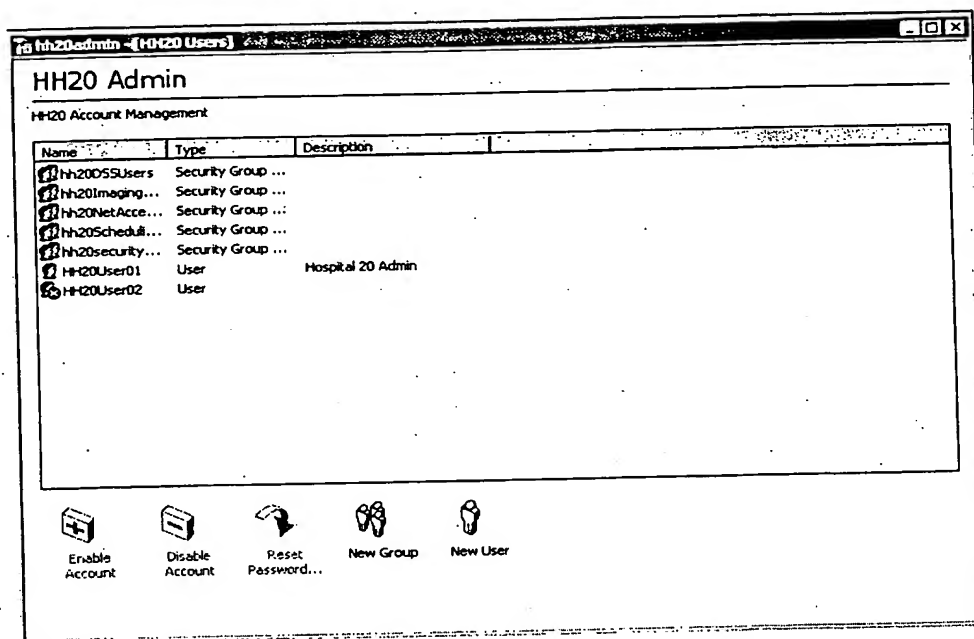 hh20admin - [HH20 Users]
HH20 Admin
HH20 Account Management
Name Type Description
hh20DSSUsers Security Group ...
hh20Imaging... Security Group ...
hh20NetAcce... Security Group ...
hh20Scheduli... Security Group ...
hh20security... Security Group ...
HH20User01 User Hospital 20 Admin
HH20User02 User
Enable Account
Disable Account
Reset Password...
New Group
New User